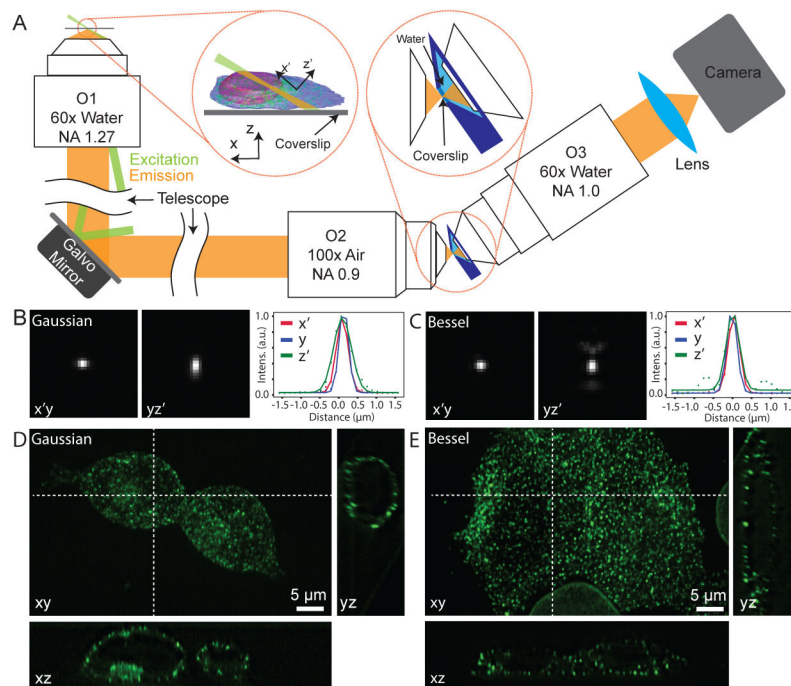 A
O1
60x Water
NA 1.27
x'
z'
z
x
Coverslip
Water
Coverslip
Camera
Lens
O3
60x Water
NA 1.0
Excitation
Emission
Telescope
Galvo
Mirror
O2
100x Air
NA 0.9
B
Gaussian
x'y
yz'
Intens. (a.u.)
1.0
0.8
0.6
0.4
0.2
0.0
x'
y
z'
-1.5 -1.0 -0.5 0.0 0.5 1.0 1.5
Distance (µm)
C
Bessel
x'y
yz'
Intens. (a.u.)
1.0
0.8
0.6
0.4
0.2
0.0
x'
y
z'
-1.5 -1.0 -0.5 0.0 0.5 1.0 1.5
Distance (µm)
D
Gaussian
xy
5 µm
yz
xz
E
Bessel
xy
5 µm
yz
xz